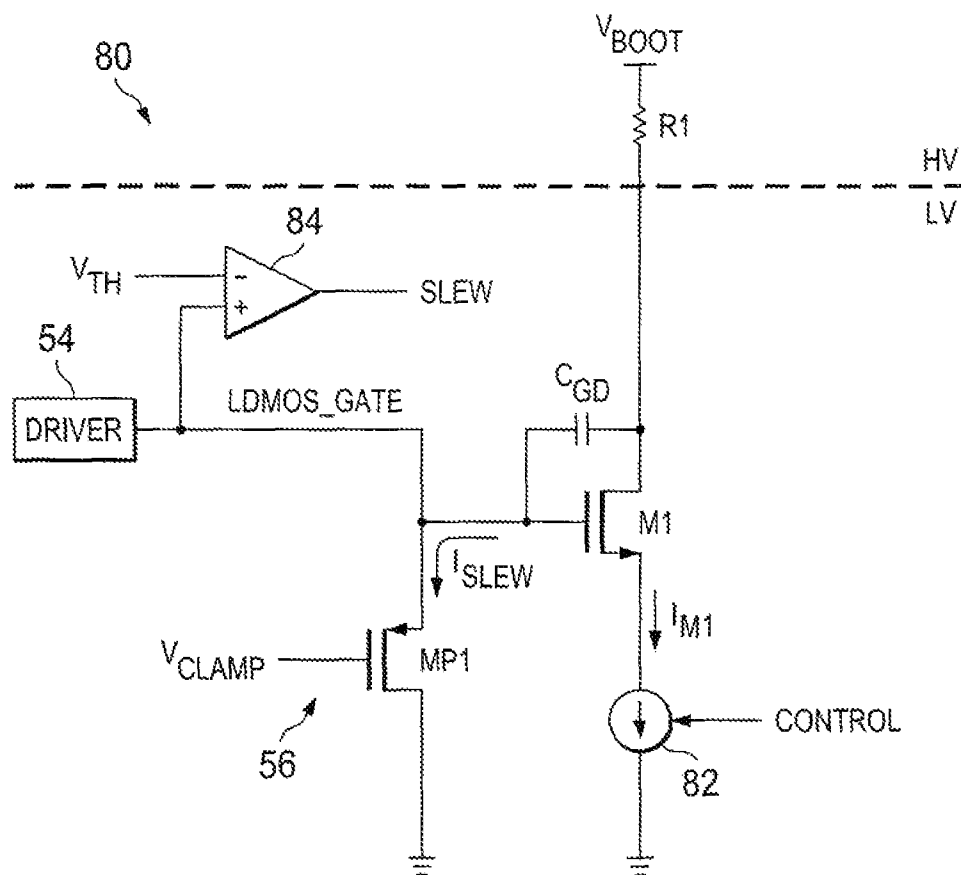 80
VBOOT
R1
HV
LV
84
VTH
-
+
SLEW
54
DRIVER
LDMOS_GATE
CGD
M1
ISLEW
IM1
VCLAMP
MP1
56
CONTROL
82